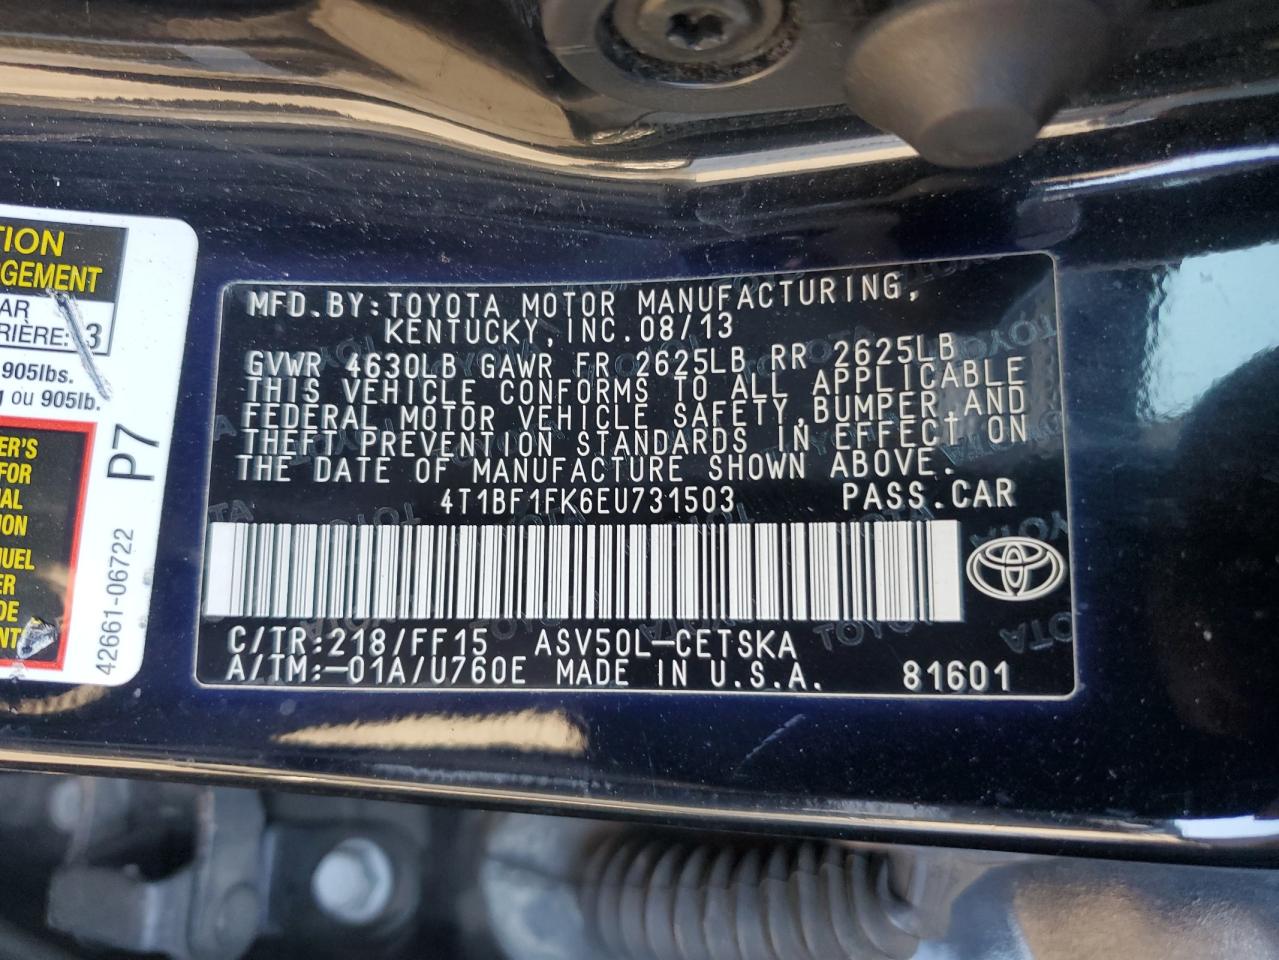 TION
GEMENT
AR
RIÈRE: 3
905lbs.
ou 905lb.
ER'S
FOR
AL
ION
UEL
ER
DE
NT
P7
42661-06722
MFD.BY:TOYOTA MOTOR MANUFACTURING,
KENTUCKY,INC.08/13
GVWR 4630LB GAWR FR 2625LB RR 2625LB
THIS VEHICLE CONFORMS TO ALL APPLICABLE
FEDERAL MOTOR VEHICLE SAFETY,BUMPER,AND
THEFT PREVENTION STANDARDS IN EFFECT ON
THE DATE OF MANUFACTURE SHOWN ABOVE.
4T1BF1FK6EU731503 PASS.CAR
C/TR:218/FF15 ASV50L-CETSKA
A/TM:-01A/U760E MADE IN U.S.A. 81601